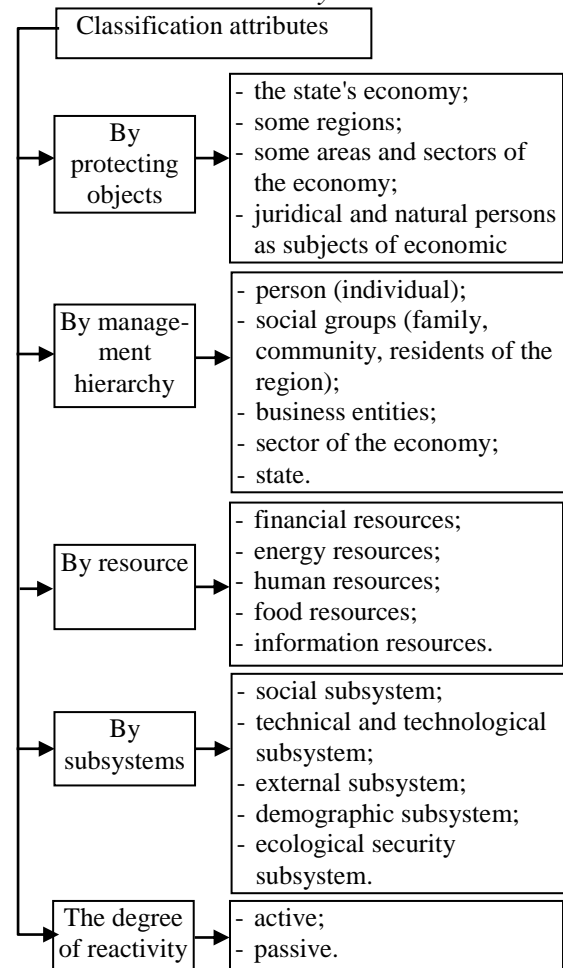 Classification attributes
By
protecting
objects
- the state's economy;
- some regions;
- some areas and sectors of
the economy;
- juridical and natural persons
as subjects of economic
By manage-
ment
hierarchy
- person (individual);
- social groups (family,
community, residents of the
region);
- business entities;
- sector of the economy;
- state.
By resource
- financial resources;
- energy resources;
- human resources;
- food resources;
- information resources.
By
subsystems
- social subsystem;
- technical and technological
subsystem;
- external subsystem;
- demographic subsystem;
- ecological security
subsystem.
The degree
of reactivity
- active;
- passive.